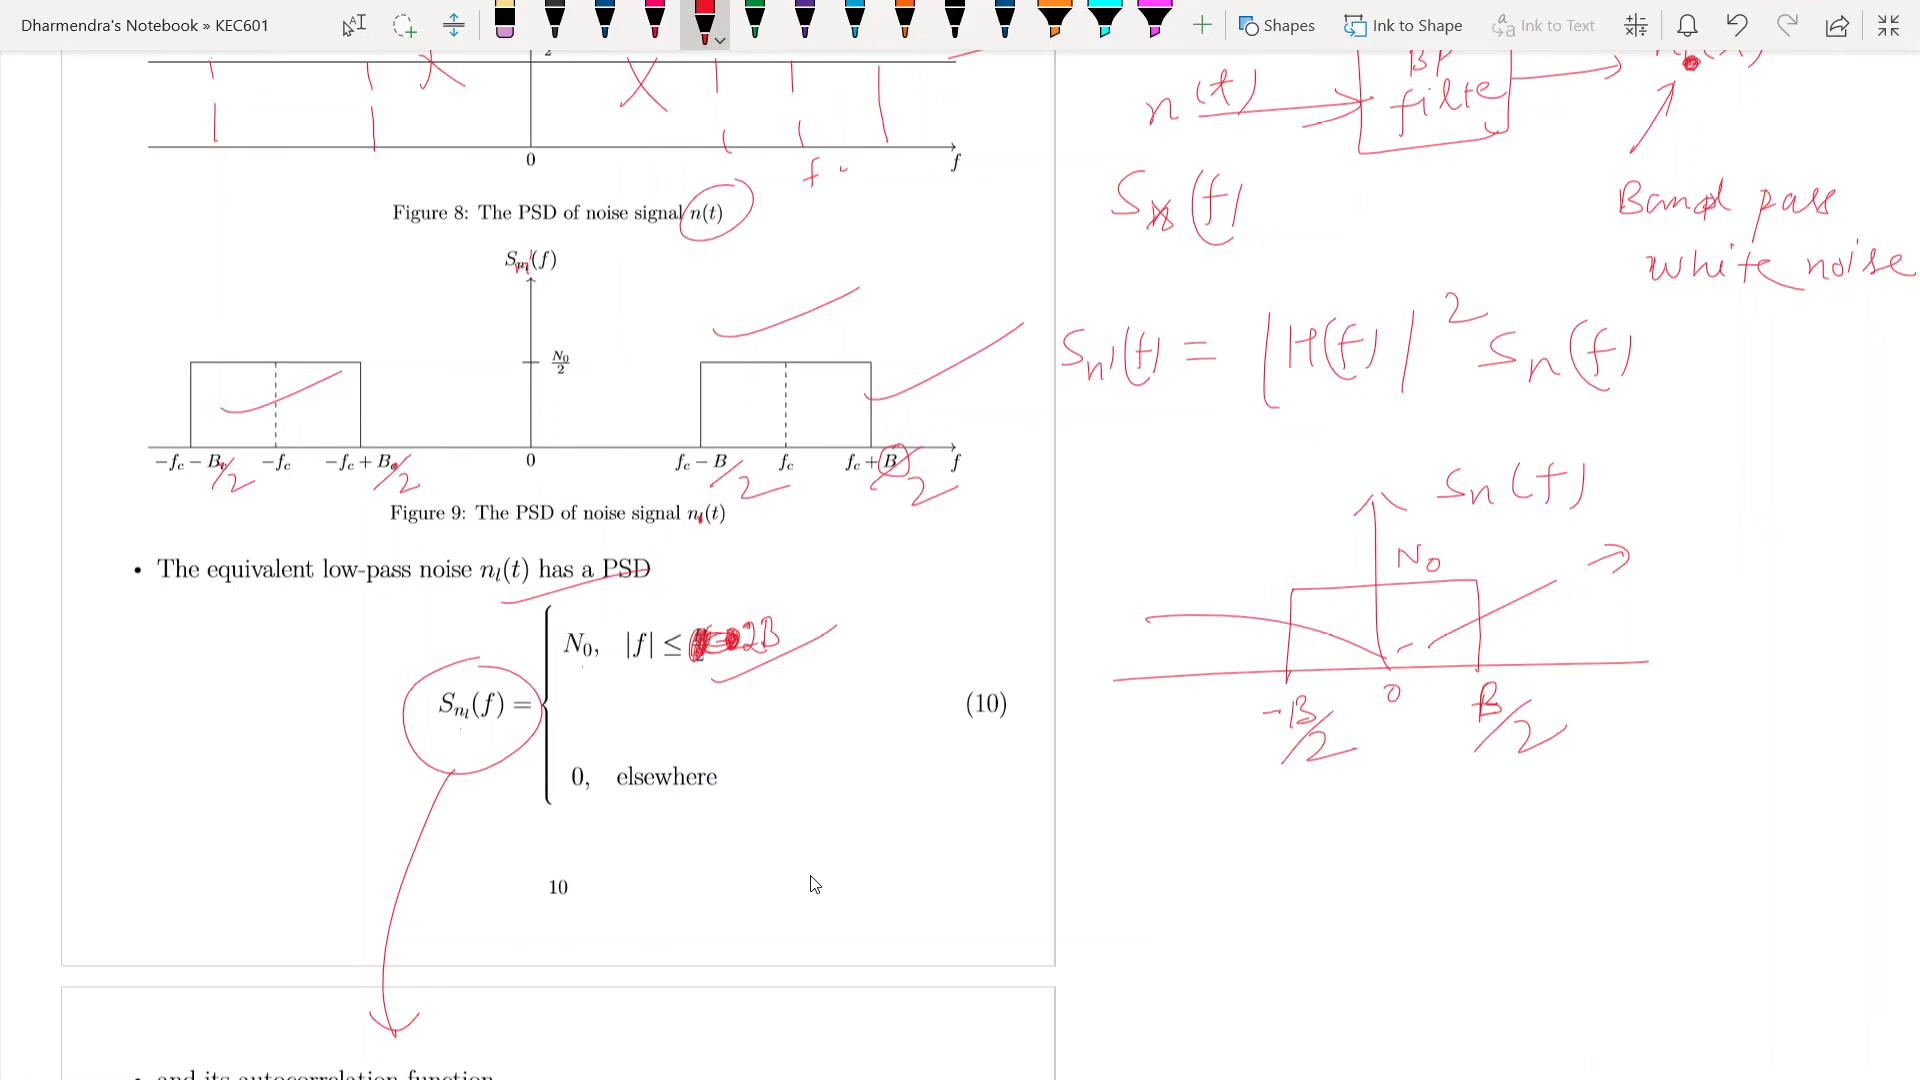 Dharmendra's Notebook » KEC601
Shapes
Ink to Shape
Ink to Text
2
0
f
f
Figure 8: The PSD of noise signal n(t)
Sn'(f)
N0
2
−fc − B/2
−fc
−fc + B/2
0
fc − B/2
fc
fc + B/2
f
Figure 9: The PSD of noise signal n(t)
• The equivalent low-pass noise nl(t) has a PSD
N0, |f| ≤ 2B
Snl(f) =
(10)
0, elsewhere
10
• and its autocorrelation function
n(t)
BP
filte
S (f)
Band pass
white noise
Sn'(f) = |H(f)|² Sn(f)
Sn(f)
N0
-B/2
0
B/2